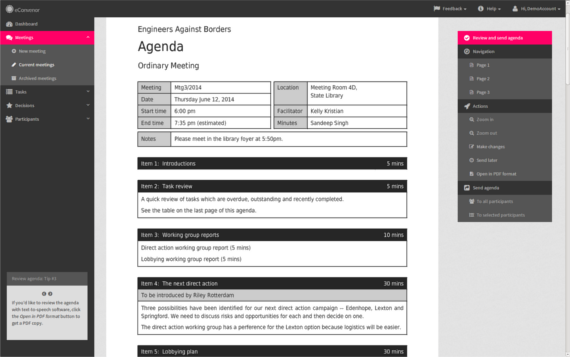 eConvenor
Feedback
Help
Hi, DemoAccount
Dashboard
Meetings
New meeting
Current meetings
Archived meetings
Tasks
Decisions
Participants
Review agenda: Tip #3
If you'd like to review the agenda
with text to speech software, click
the Open in PDF format button to
get a PDF copy.
Engineers Against Borders
Agenda
Ordinary Meeting
Meeting Mtg3/2014
Date Thursday June 12, 2014
Start time 6:00 pm
End time 7:35 pm (estimated)
Location Meeting Room 4D,
State Library
Facilitator Kelly Kristian
Minutes Sandeep Singh
Notes Please meet in the library foyer at 5:50pm.
Item 1: Introductions 5 mins
Item 2: Task review 5 mins
A quick review of tasks which are overdue, outstanding and recently completed.
See the table on the last page of this agenda.
Item 3: Working group reports 10 mins
Direct action working group report (5 mins)
Lobbying working group report (5 mins)
Item 4: The next direct action 30 mins
To be introduced by Riley Rotterdam
Three possibilities have been identified for our next direct action campaign -- Edenhope, Lexton and
Springford. We need to discuss risks and opportunities for each and then decide on one.
The direct action working group has a perference for the Lexton option because logistics will be easier.
Item 5: Lobbying plan 30 mins
Review and send agenda
Navigation
Page 1
Page 2
Page 3
Actions
Zoom in
Zoom out
Make changes
Send tutor
Open in PDF format
Send agenda
To all participants
To selected participants